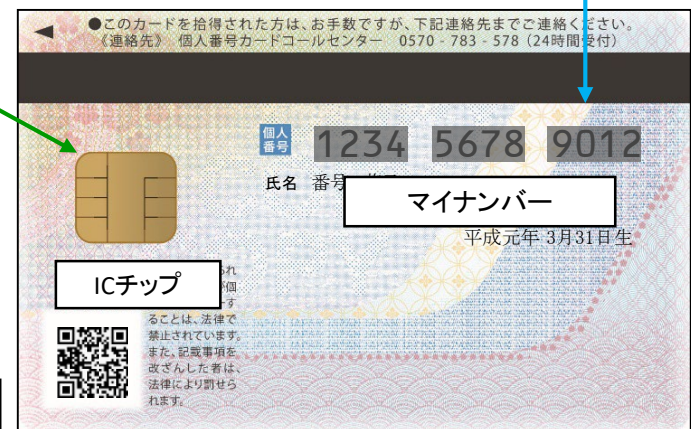 ●このカードを拾得された方は、お手数ですが、下記連絡先までご連絡ください。
《連絡先》 個人番号カードコールセンター 0570-783-578(24時間受付)
個人
番号 1234 5678 9012
氏名 番号
マイナンバー
平成元年 3月31日生
ICチップ
れ
個
す
ることは、法律で
禁止されています。
また、記載事項を
改ざんした者は、
法律により罰せら
れます。